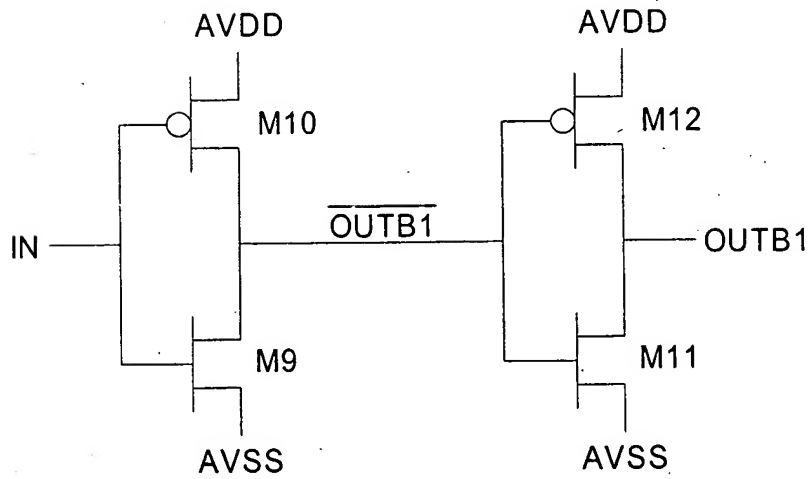 AVDD AVDD
M10 M12
IN OUTB1 OUTB1
M9 M11
AVSS AVSS